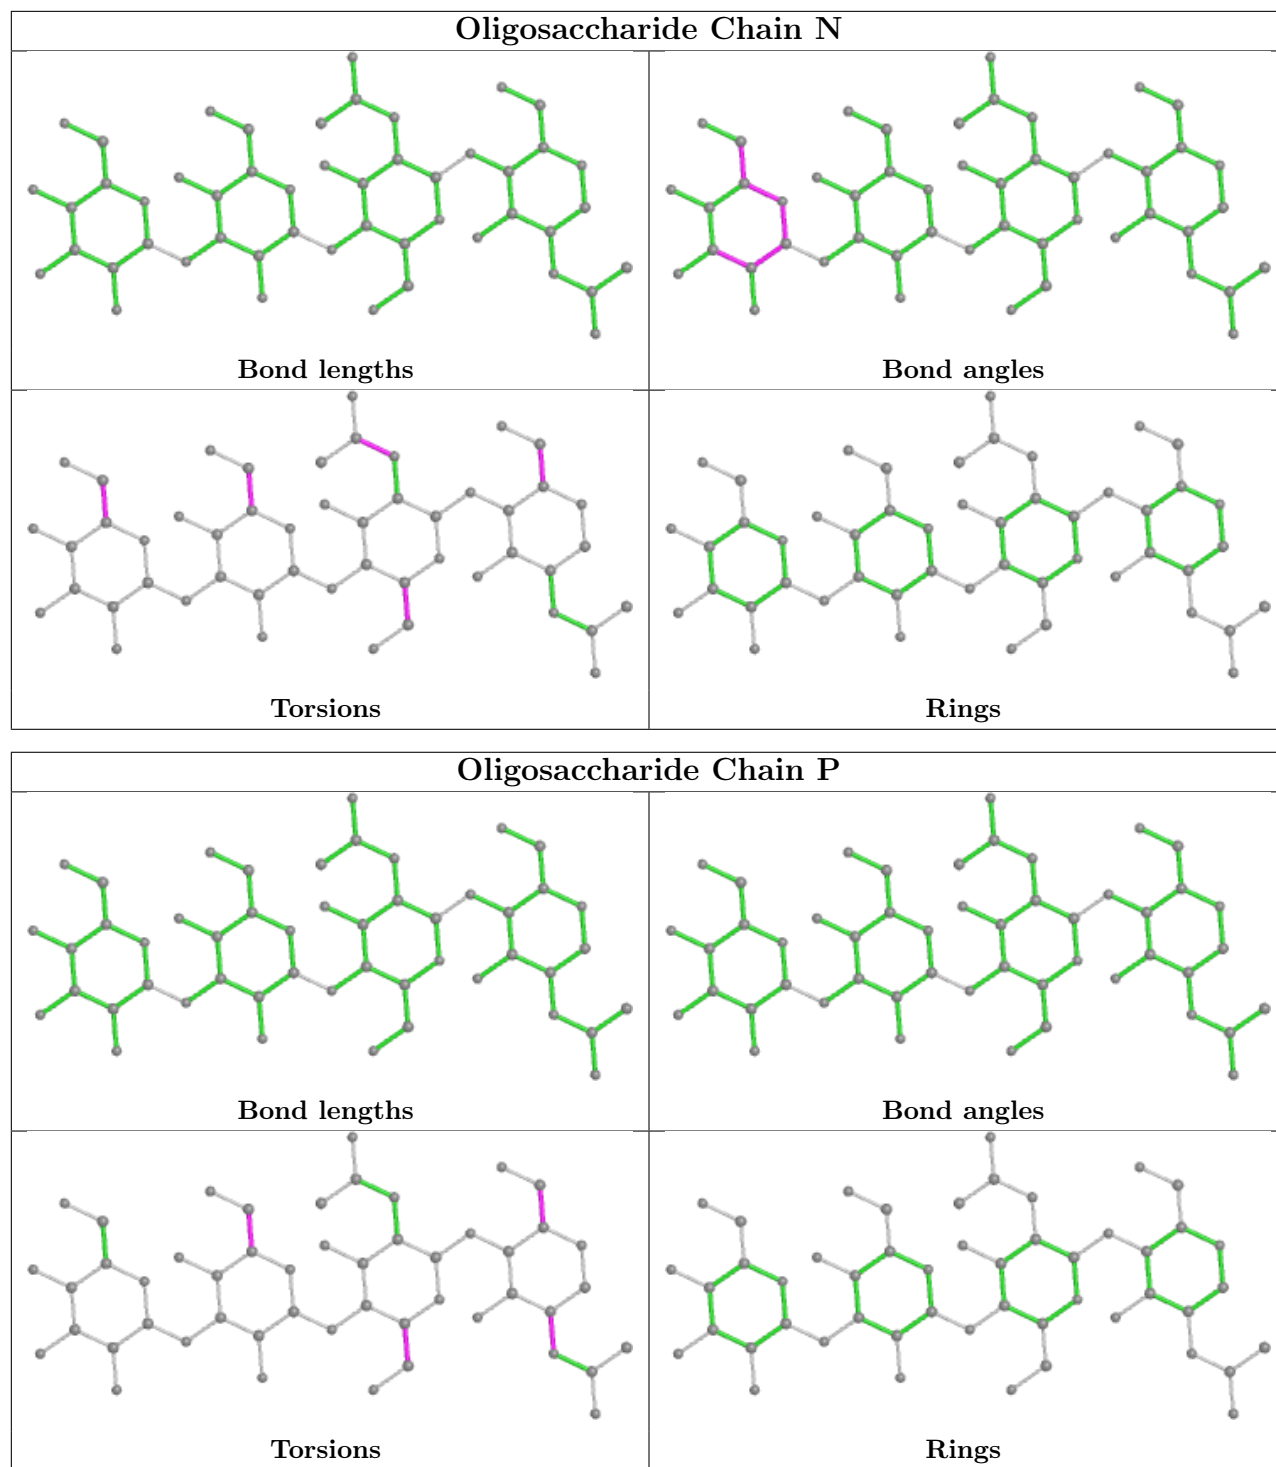 Oligosaccharide Chain N
Bond lengths
Bond angles
Torsions
Rings
Oligosaccharide Chain P
Bond lengths
Bond angles
Torsions
Rings